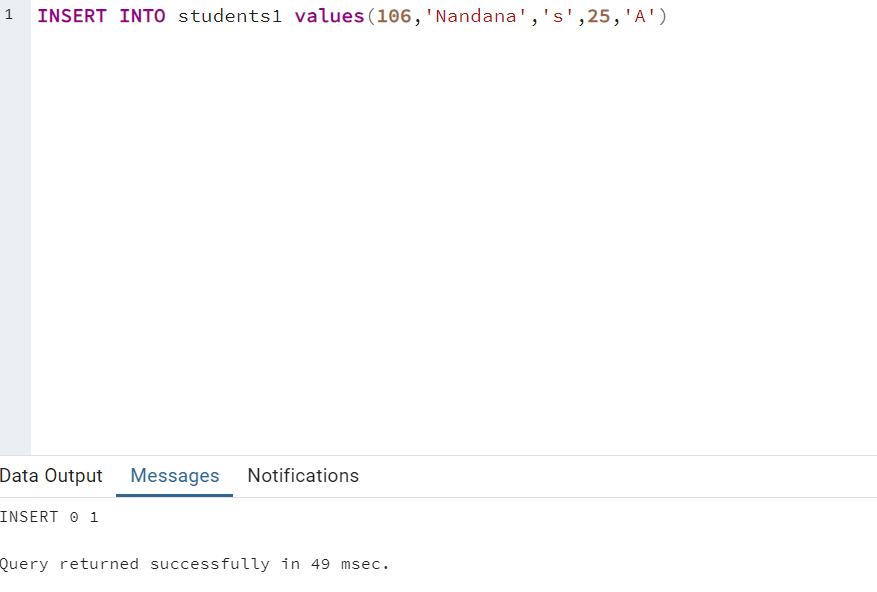 1 INSERT INTO students1 values(106,'Nandana','s',25,'A')
Data Output Messages Notifications
INSERT 0 1
Query returned successfully in 49 msec.